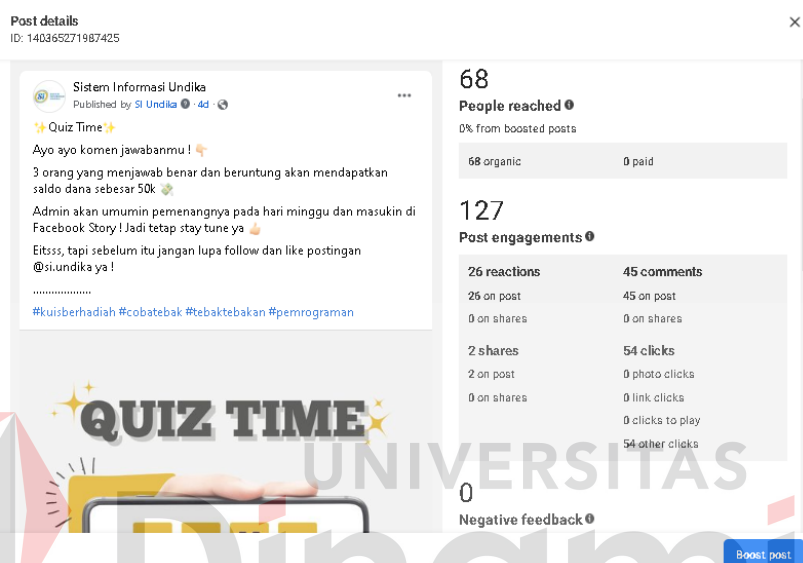 Post details
ID: 140365271987425
Sistem Informasi Undika
Published by SI Undika · 4d ·
✨Quiz Time✨
Ayo ayo komen jawabanmu ! 👇🏻
3 orang yang menjawab benar dan beruntung akan mendapatkan
saldo dana sebesar 50k 💸
Admin akan umumin pemenangnya pada hari minggu dan masukin di
Facebook Story ! Jadi tetap stay tune ya 👍🏻
Eitsss, tapi sebelum itu jangan lupa follow dan like postingan
@si.undika ya !
...................
#kuisberhadiah #cobatebak #tebaktebakan #pemrograman
QUIZ TIME
68
People reached
0% from boosted posts
68 organic 0 paid
127
Post engagements
26 reactions 45 comments
26 on post 45 on post
0 on shares 0 on shares
2 shares 54 clicks
2 on post 0 photo clicks
0 on shares 0 link clicks
0 clicks to play
54 other clicks
0
Negative feedback
Boost post
UNIVERSITAS
Dinami